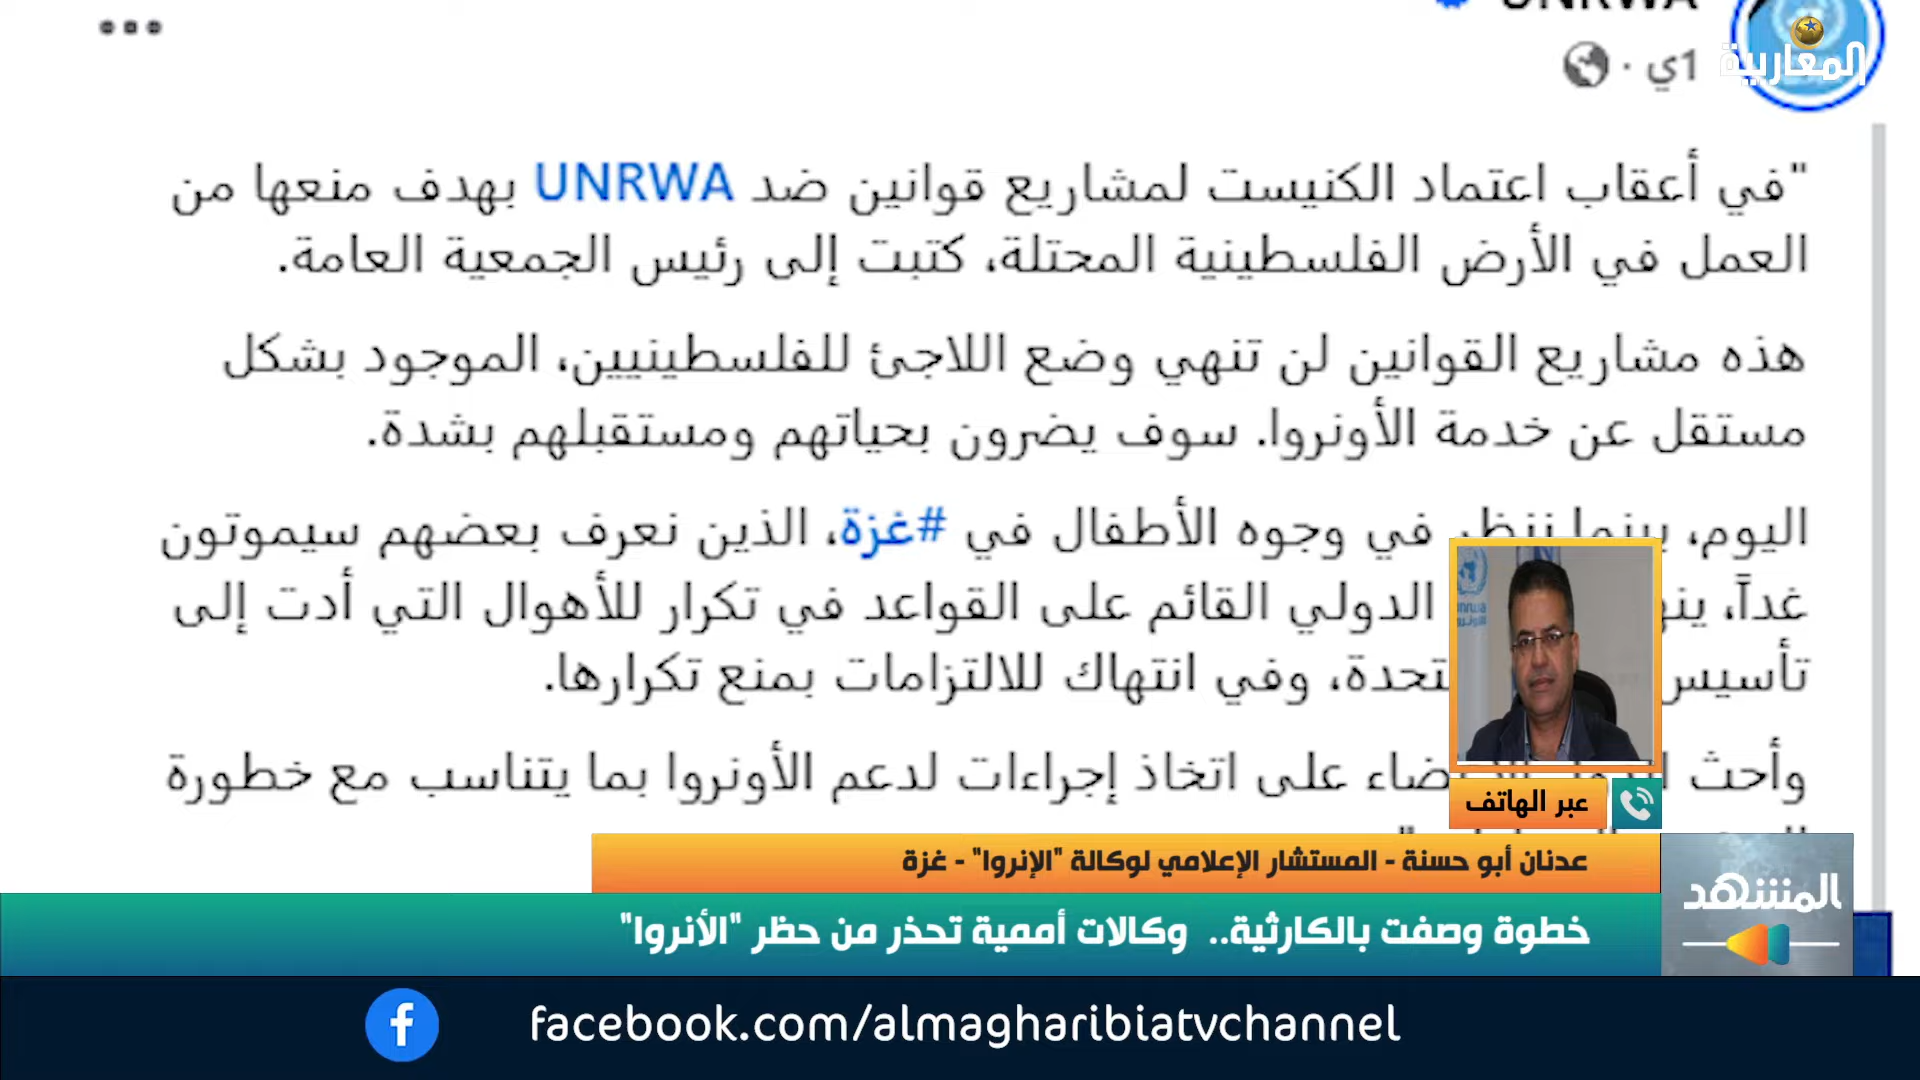 UNRWA
1ي ·
المغاربية
"في أعقاب اعتماد الكنيست لمشاريع قوانين ضد UNRWA بهدف منعها من
العمل في الأرض الفلسطينية المحتلة، كتبت إلى رئيس الجمعية العامة.
هذه مشاريع القوانين لن تنهي وضع اللاجئ للفلسطينيين، الموجود بشكل
مستقل عن خدمة الأونروا. سوف يضرون بحياتهم ومستقبلهم بشدة.
اليوم، بينما ننظر في وجوه الأطفال في #غزة، الذين نعرف بعضهم سيموتون
غداً، الدولي القائم على القواعد في تكرار للأهوال التي أدت إلى
تأسيس وفي انتهاك للالتزامات بمنع تكرارها.
وأحث على اتخاذ إجراءات لدعم الأونروا بما يتناسب مع خطورة
unrwa
عبر الهاتف
عدنان أبو حسنة - المستشار الإعلامي لوكالة "الإنروا" - غزة
المشهد
خطوة وصفت بالكارثية.. وكالات أممية تحذر من حظر "الأنروا"
facebook.com/almagharibiatvchannel